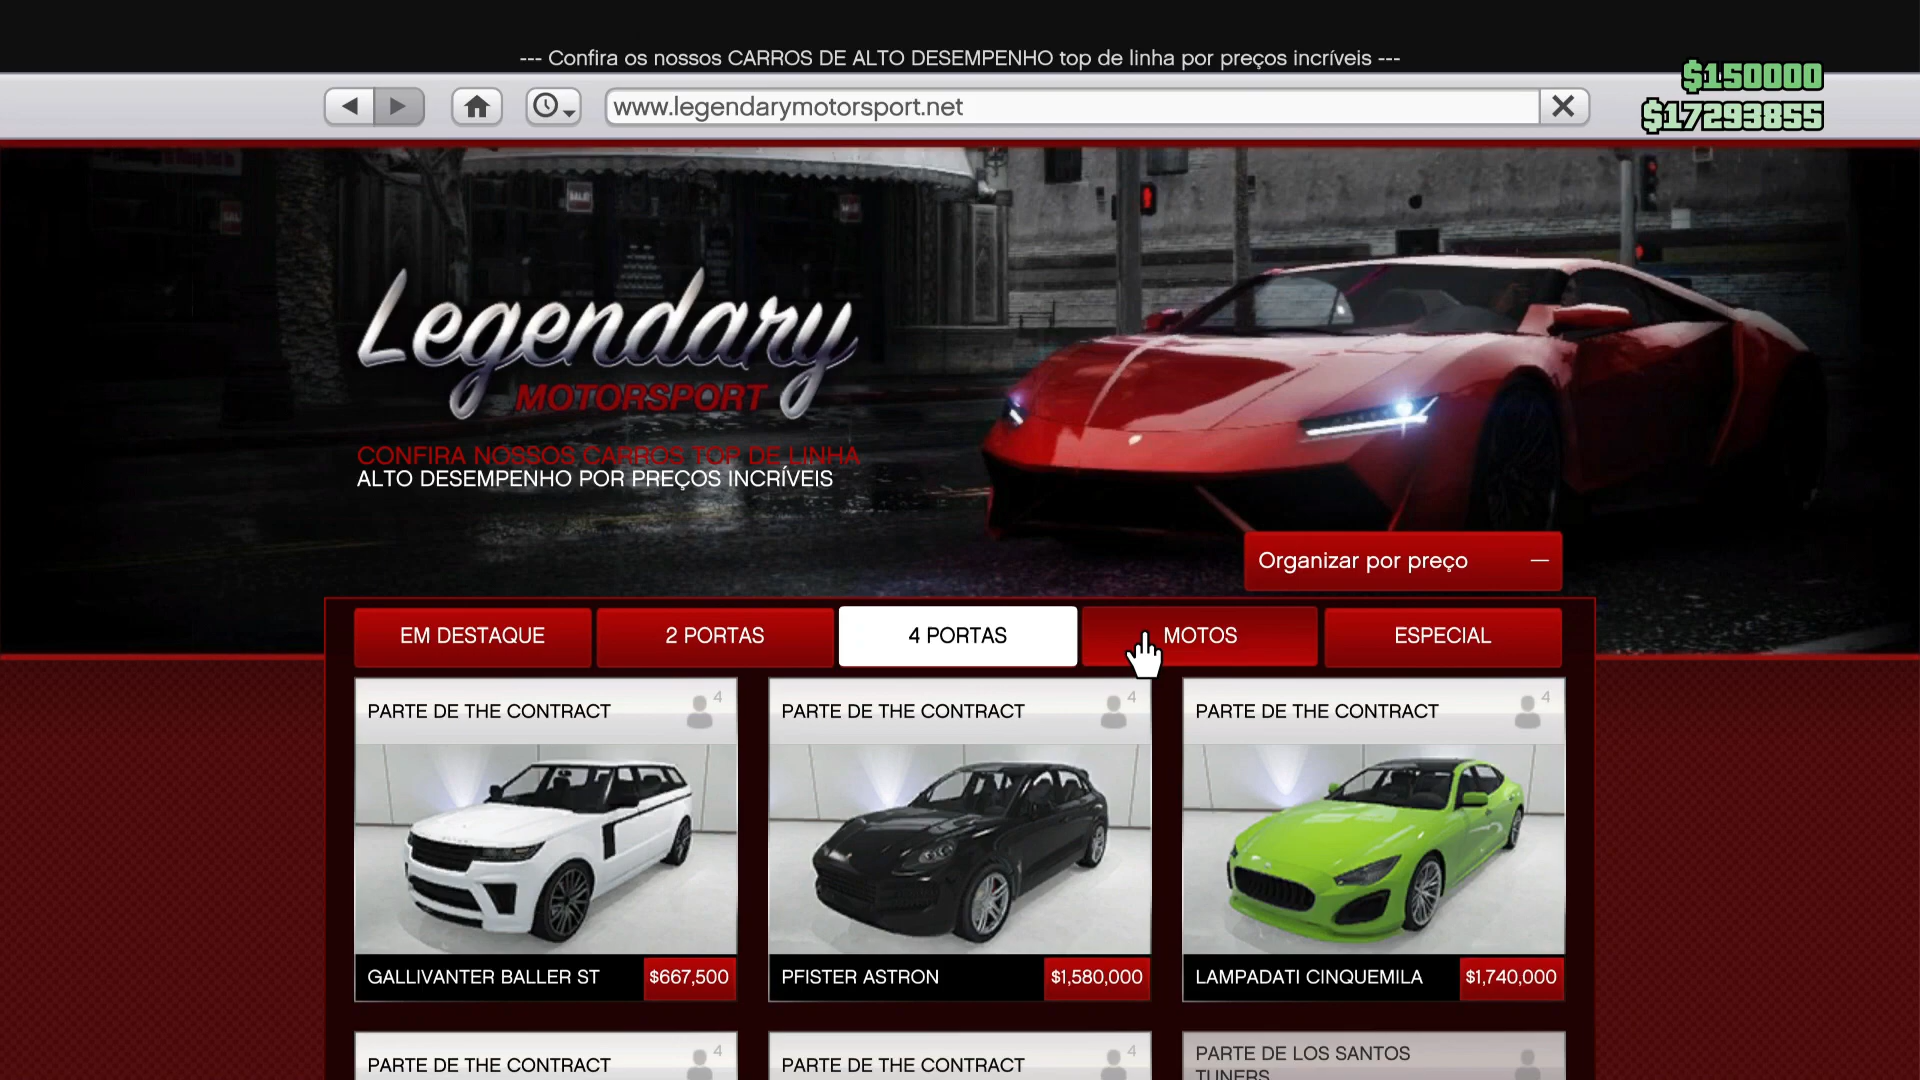 --- Confira os nossos CARROS DE ALTO DESEMPENHO top de linha por preços incríveis ---
$150000
www.legendarymotorsport.net
$17293855
Legendary
MOTORSPORT
CONFIRA NOSSOS CARROS TOP DE LINHA
ALTO DESEMPENHO POR PREÇOS INCRÍVEIS
Organizar por preço
EM DESTAQUE
2 PORTAS
4 PORTAS
MOTOS
ESPECIAL
PARTE DE THE CONTRACT
4
PARTE DE THE CONTRACT
4
PARTE DE THE CONTRACT
4
GALLIVANTER BALLER ST
$667,500
PFISTER ASTRON
$1,580,000
LAMPADATI CINQUEMILA
$1,740,000
PARTE DE THE CONTRACT
4
PARTE DE THE CONTRACT
4
PARTE DE LOS SANTOS
TUNERS